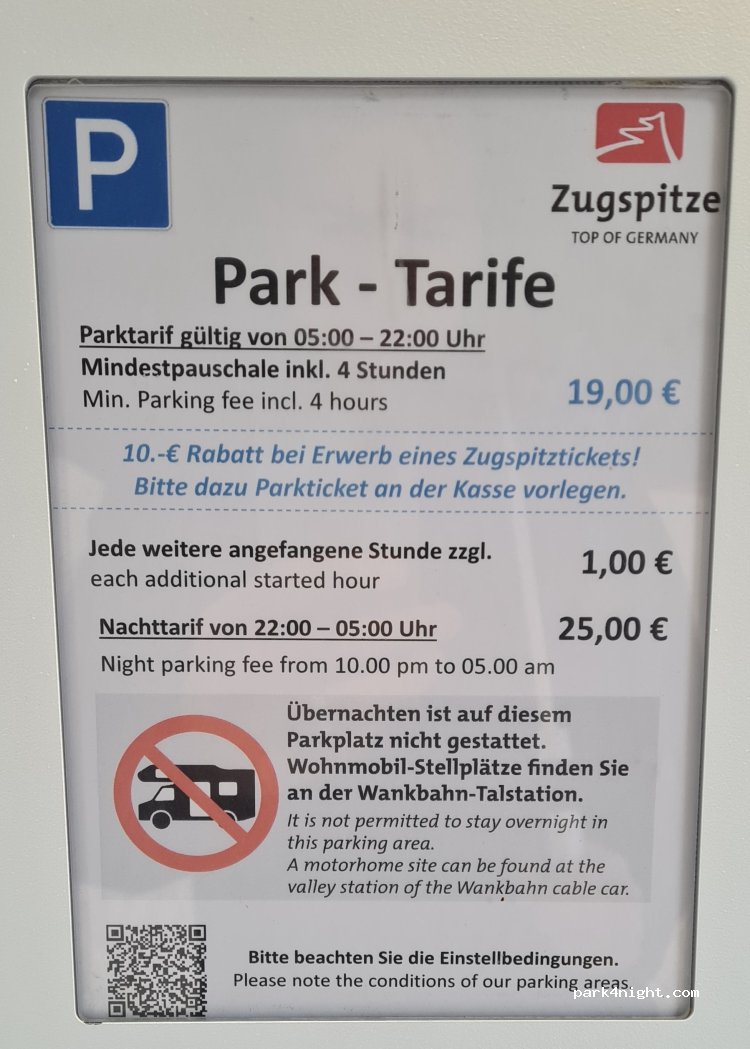 P
Zugspitze
TOP OF GERMANY
Park - Tarife
Parktarif gültig von 05:00 – 22:00 Uhr
Mindestpauschale inkl. 4 Stunden
Min. Parking fee incl. 4 hours
19,00 €
10.-€ Rabatt bei Erwerb eines Zugspitztickets!
Bitte dazu Parkticket an der Kasse vorlegen.
Jede weitere angefangene Stunde zzgl.
each additional started hour
1,00 €
Nachttarif von 22:00 – 05:00 Uhr
25,00 €
Night parking fee from 10.00 pm to 05.00 am
Übernachten ist auf diesem
Parkplatz nicht gestattet.
Wohnmobil-Stellplätze finden Sie
an der Wankbahn-Talstation.
It is not permitted to stay overnight in
this parking area.
A motorhome site can be found at the
valley station of the Wankbahn cable car.
Bitte beachten Sie die Einstellbedingungen.
Please note the conditions of our parking areas.
park4night.com